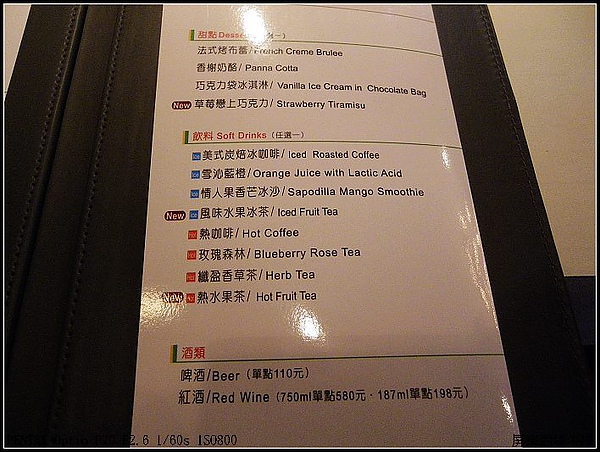 甜點 Dessert
法式烤布蕾/French Creme Brulee
香榭奶酪/ Panna Cotta
巧克力袋冰淇淋/ Vanilla Ice Cream in Chocolate Bag
New 草莓戀上巧克力/ Strawberry Tiramisu
飲料 Soft Drinks (任選一)
美式炭焙冰咖啡/ Iced Roasted Coffee
雪沁藍橙/ Orange Juice with Lactic Acid
情人果香芒冰沙/ Sapodilla Mango Smoothie
New 風味水果冰茶/ Iced Fruit Tea
熱咖啡/ Hot Coffee
玫瑰森林/ Blueberry Rose Tea
纖盈香草茶/ Herb Tea
New 熱水果茶/ Hot Fruit Tea
酒類
啤酒/Beer (單點110元)
紅酒/Red Wine (750ml單點580元．187ml單點198元)
F2.6 1/60s ISO800